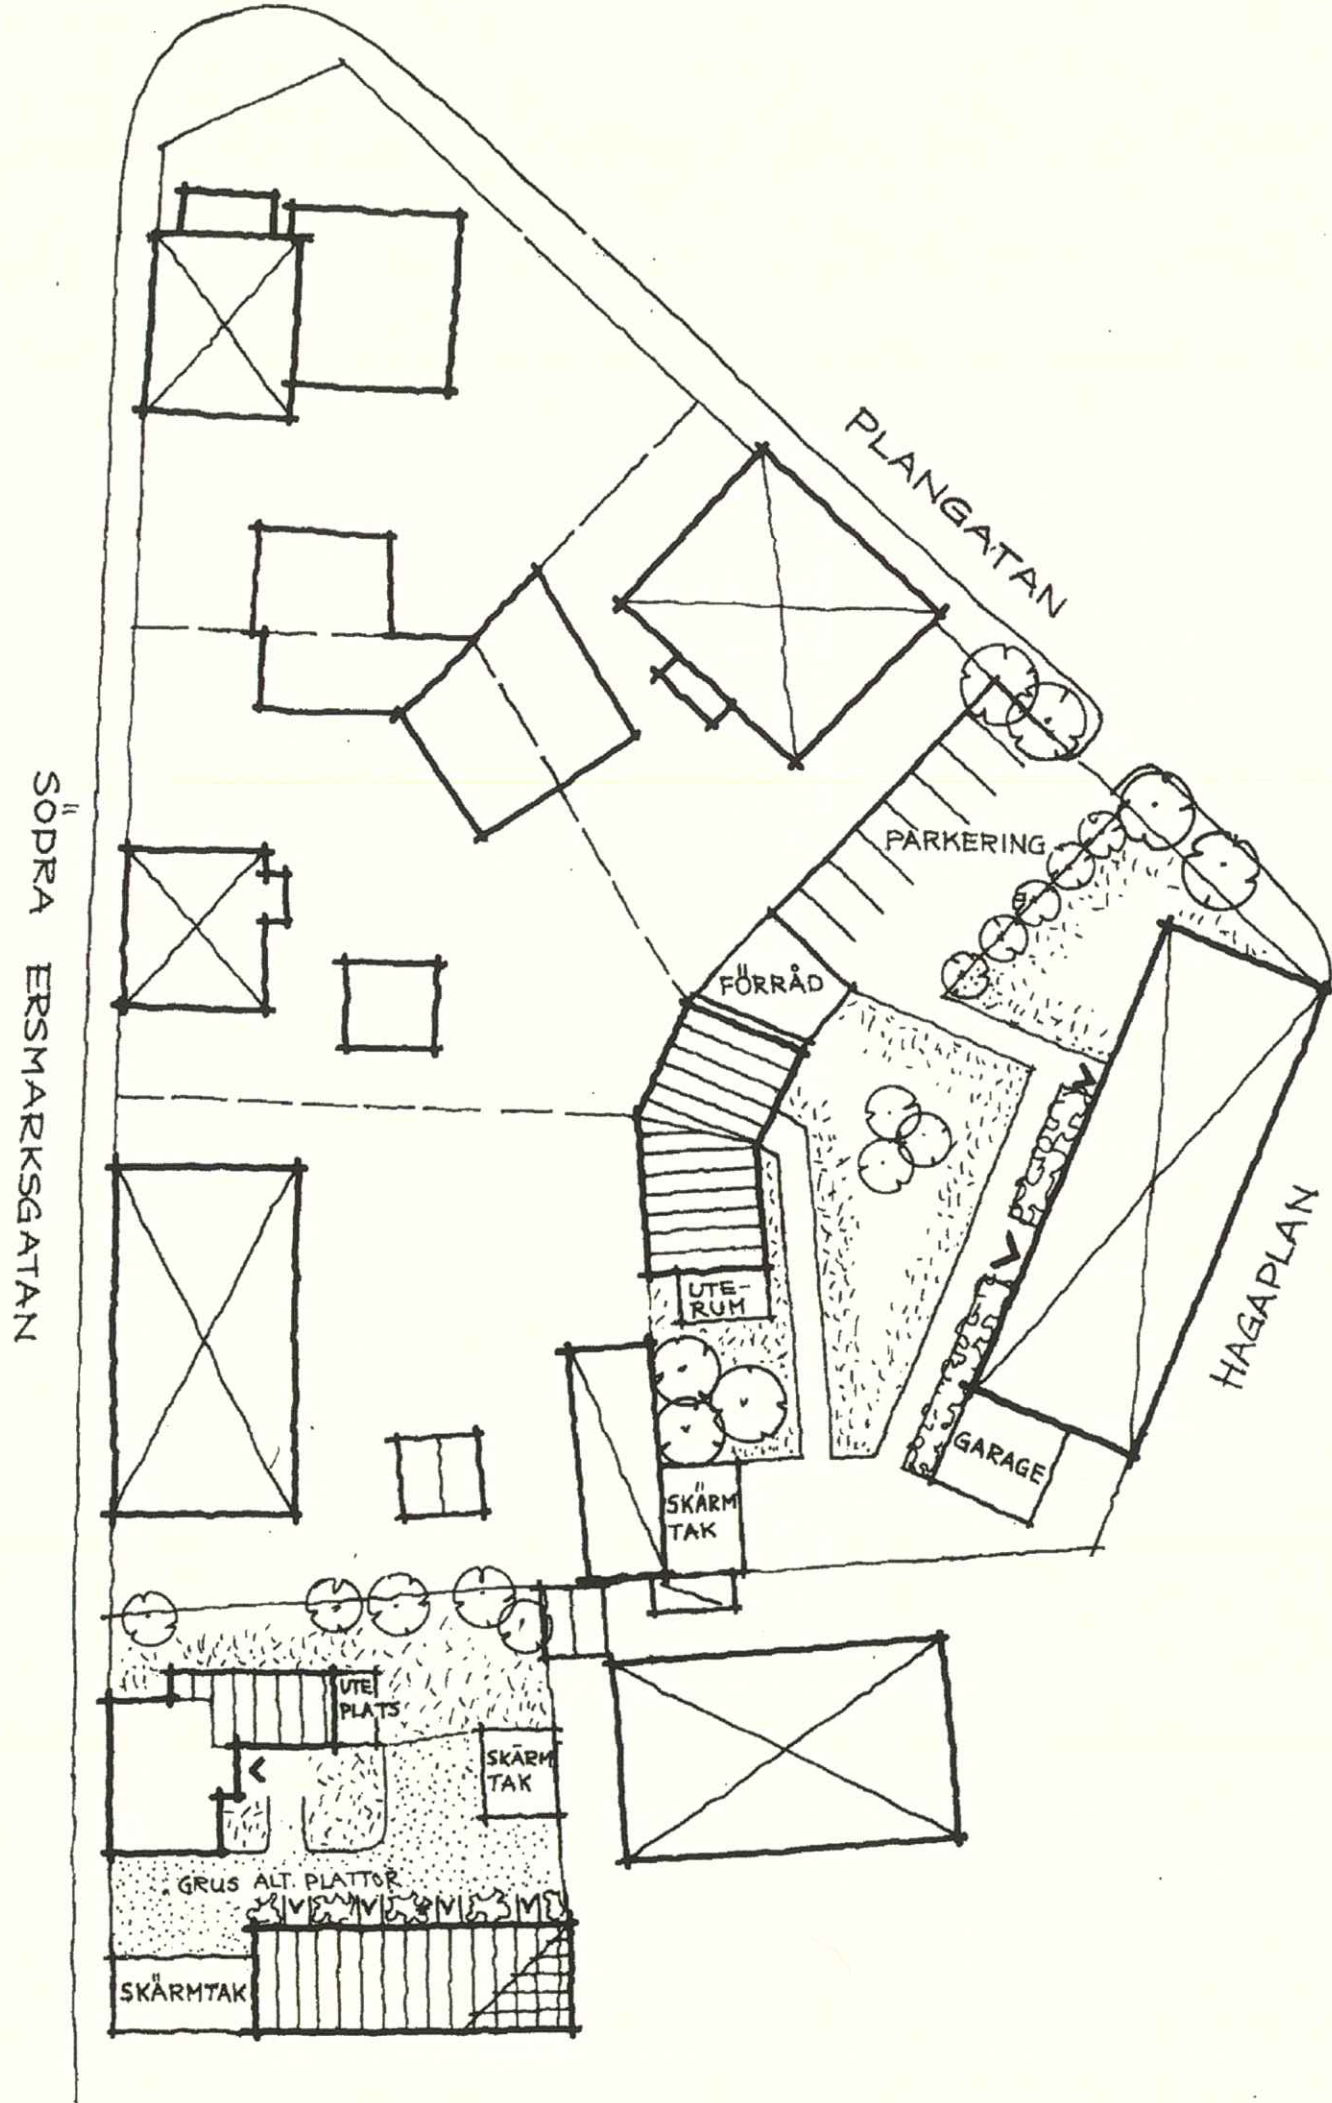 PLANGATAN
SÖDRA ERSMARKSGATAN
PARKERING
FÖRRÅD
UTE-
RUM
HAGAPLAN
GARAGE
SKÄRM
TAK
UTE
PLATS
SKÄRM
TAK
GRUS ALT. PLATTOR
SKÄRMTAK